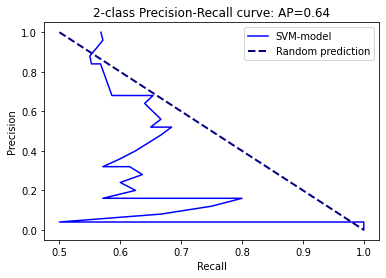 2-class Precision-Recall curve: AP=0.64
SVM-model
Random prediction
Precision
1.0
0.8
0.6
0.4
0.2
0.0
0.5
0.6
0.7
0.8
0.9
1.0
Recall